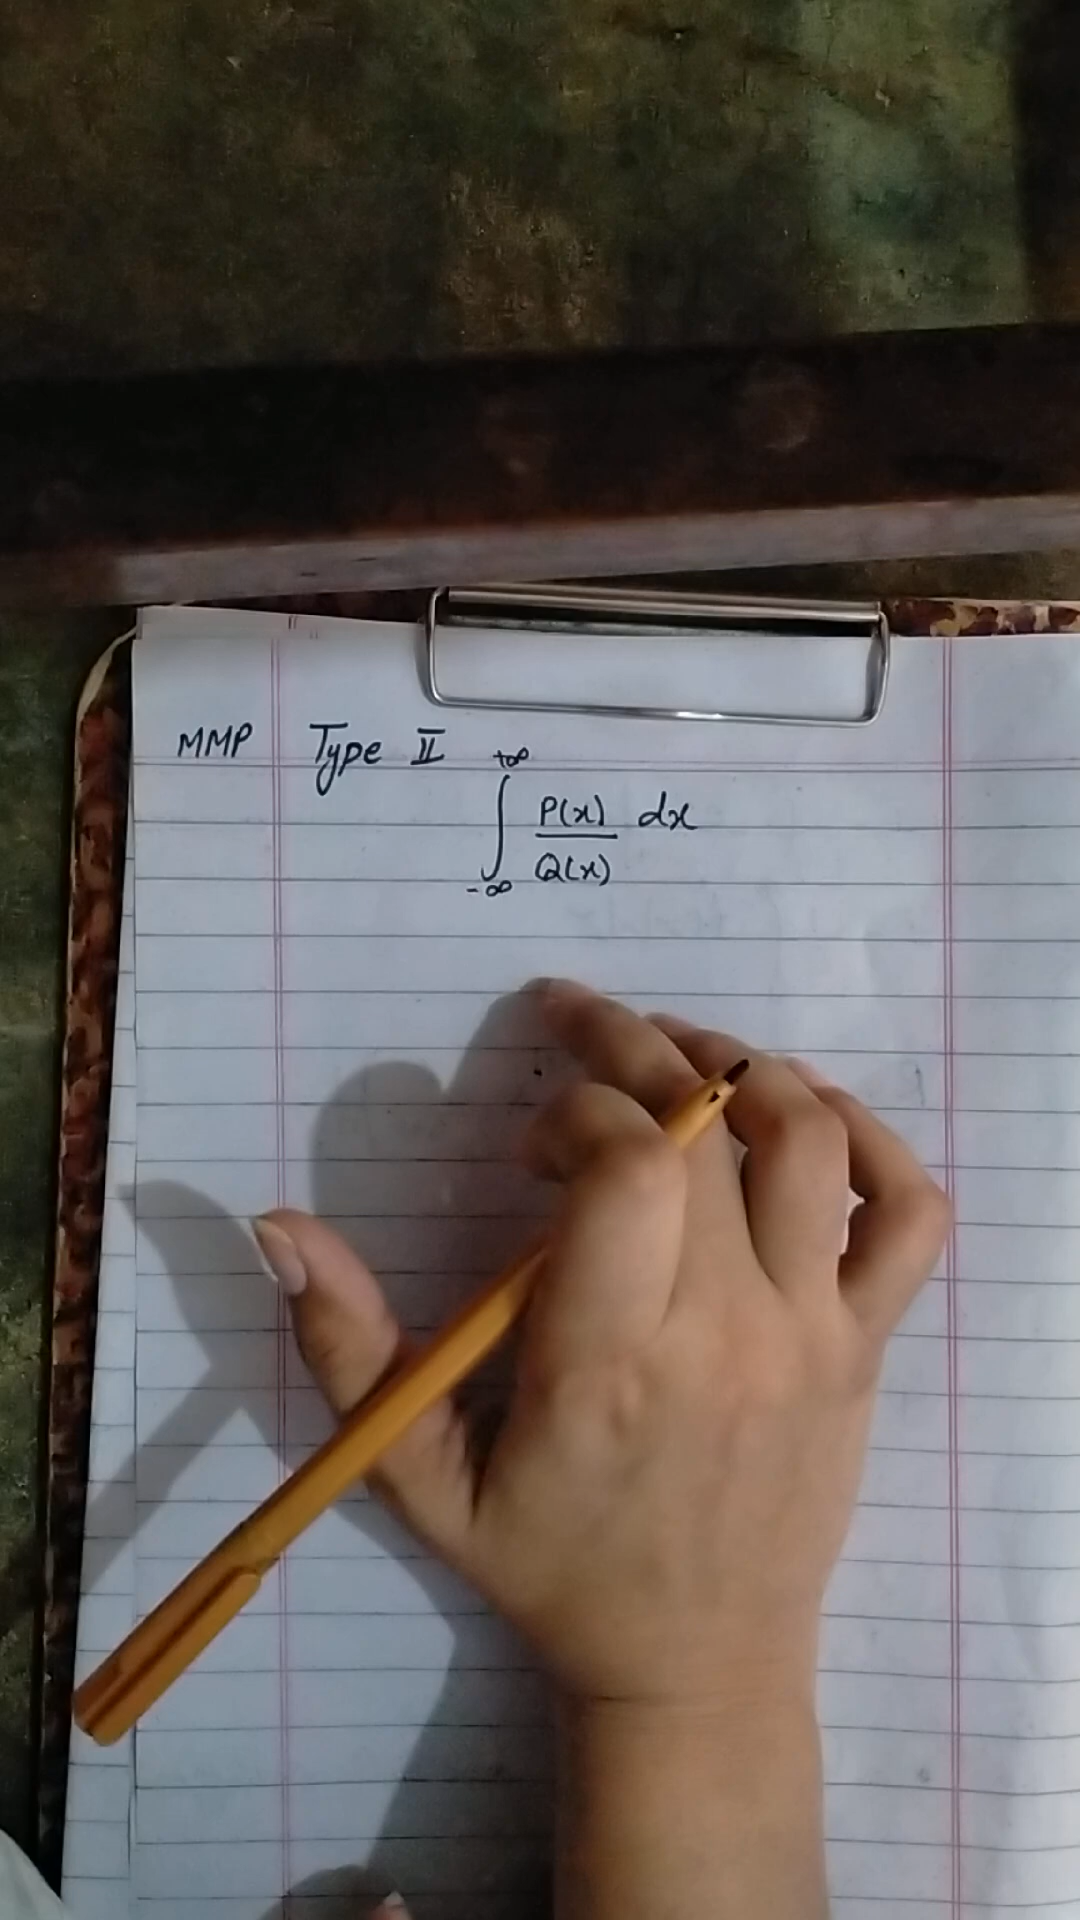 MMP Type II
+∞
∫ P(x) dx
Q(x)
-∞